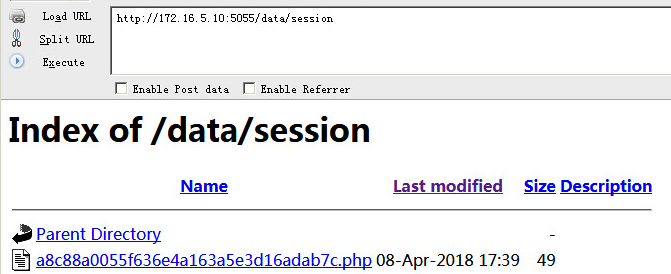 Load URL
http://172.16.5.10:5055/data/session
Split URL
Execute
Enable Post data Enable Referrer
Index of /data/session
Name Last modified Size Description
Parent Directory -
a8c88a0055f636e4a163a5e3d16adab7c.php 08-Apr-2018 17:39 49